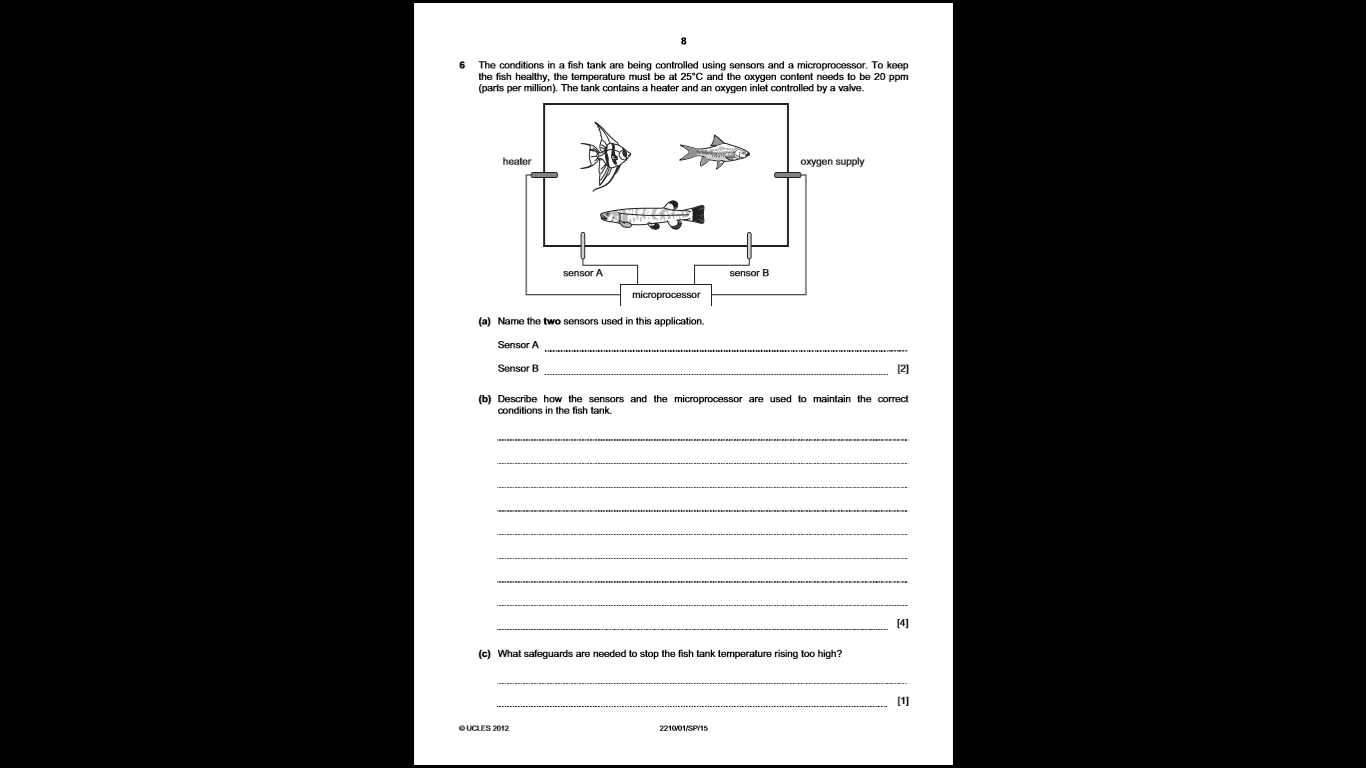 8
6 The conditions in a fish tank are being controlled using sensors and a microprocessor. To keep
the fish healthy, the temperature must be at 25°C and the oxygen content needs to be 20 ppm
(parts per million). The tank contains a heater and an oxygen inlet controlled by a valve.
heater
oxygen supply
sensor A
sensor B
microprocessor
(a) Name the two sensors used in this application.
Sensor A
Sensor B [2]
(b) Describe how the sensors and the microprocessor are used to maintain the correct
conditions in the fish tank.
[4]
(c) What safeguards are needed to stop the fish tank temperature rising too high?
[1]
© UCLES 2012 2210/01/SP/15